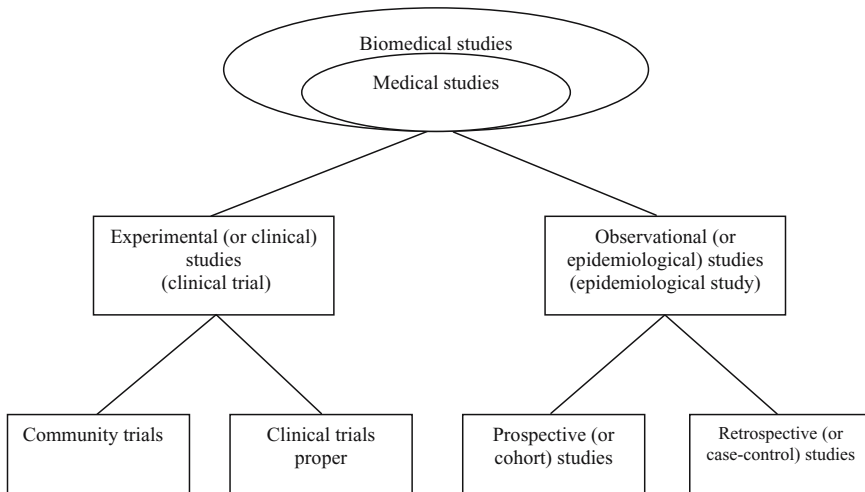 Biomedical studies
Medical studies
Experimental (or clinical)
studies
(clinical trial)
Observational (or
epidemiological) studies
(epidemiological study)
Community trials
Clinical trials
proper
Prospective (or
cohort) studies
Retrospective (or
case-control) studies